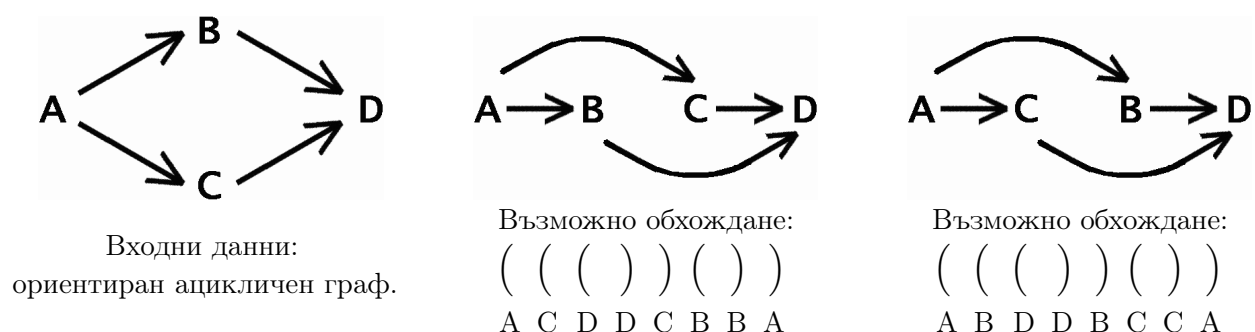 B
A
D
C
Входни данни:
ориентиран ацикличен граф.
A B C D
Възможно обхождане:
( ( ( ) ) ( ) )
A C D D C B B A
A C B D
Възможно обхождане:
( ( ( ) ) ( ) )
A B D D B C C A